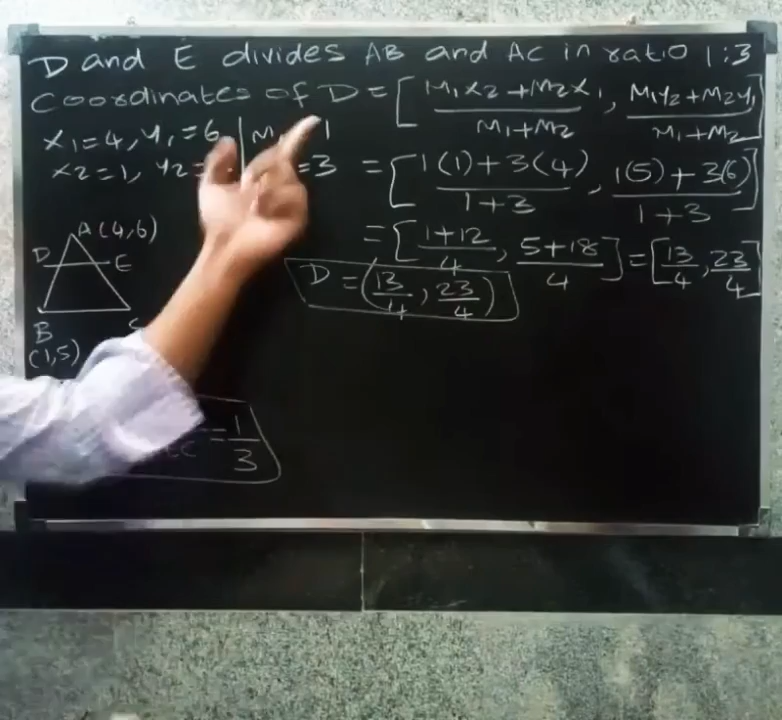 D and E divides AB and AC in ratio 1:3
Coordinates of D = [M1x2+M2x1/M1+M2, M1y2+M2y1/M1+M2]
x1=4, y1=6 | M 1
x2=1, y2= =3
= [1(1)+3(4)/1+3, 1(5)+3(6)/1+3]
= [1+12/4, 5+18/4] = [13/4, 23/4]
D = (13/4, 23/4)
A(4,6)
D E
B
(1,5)
= 1/3